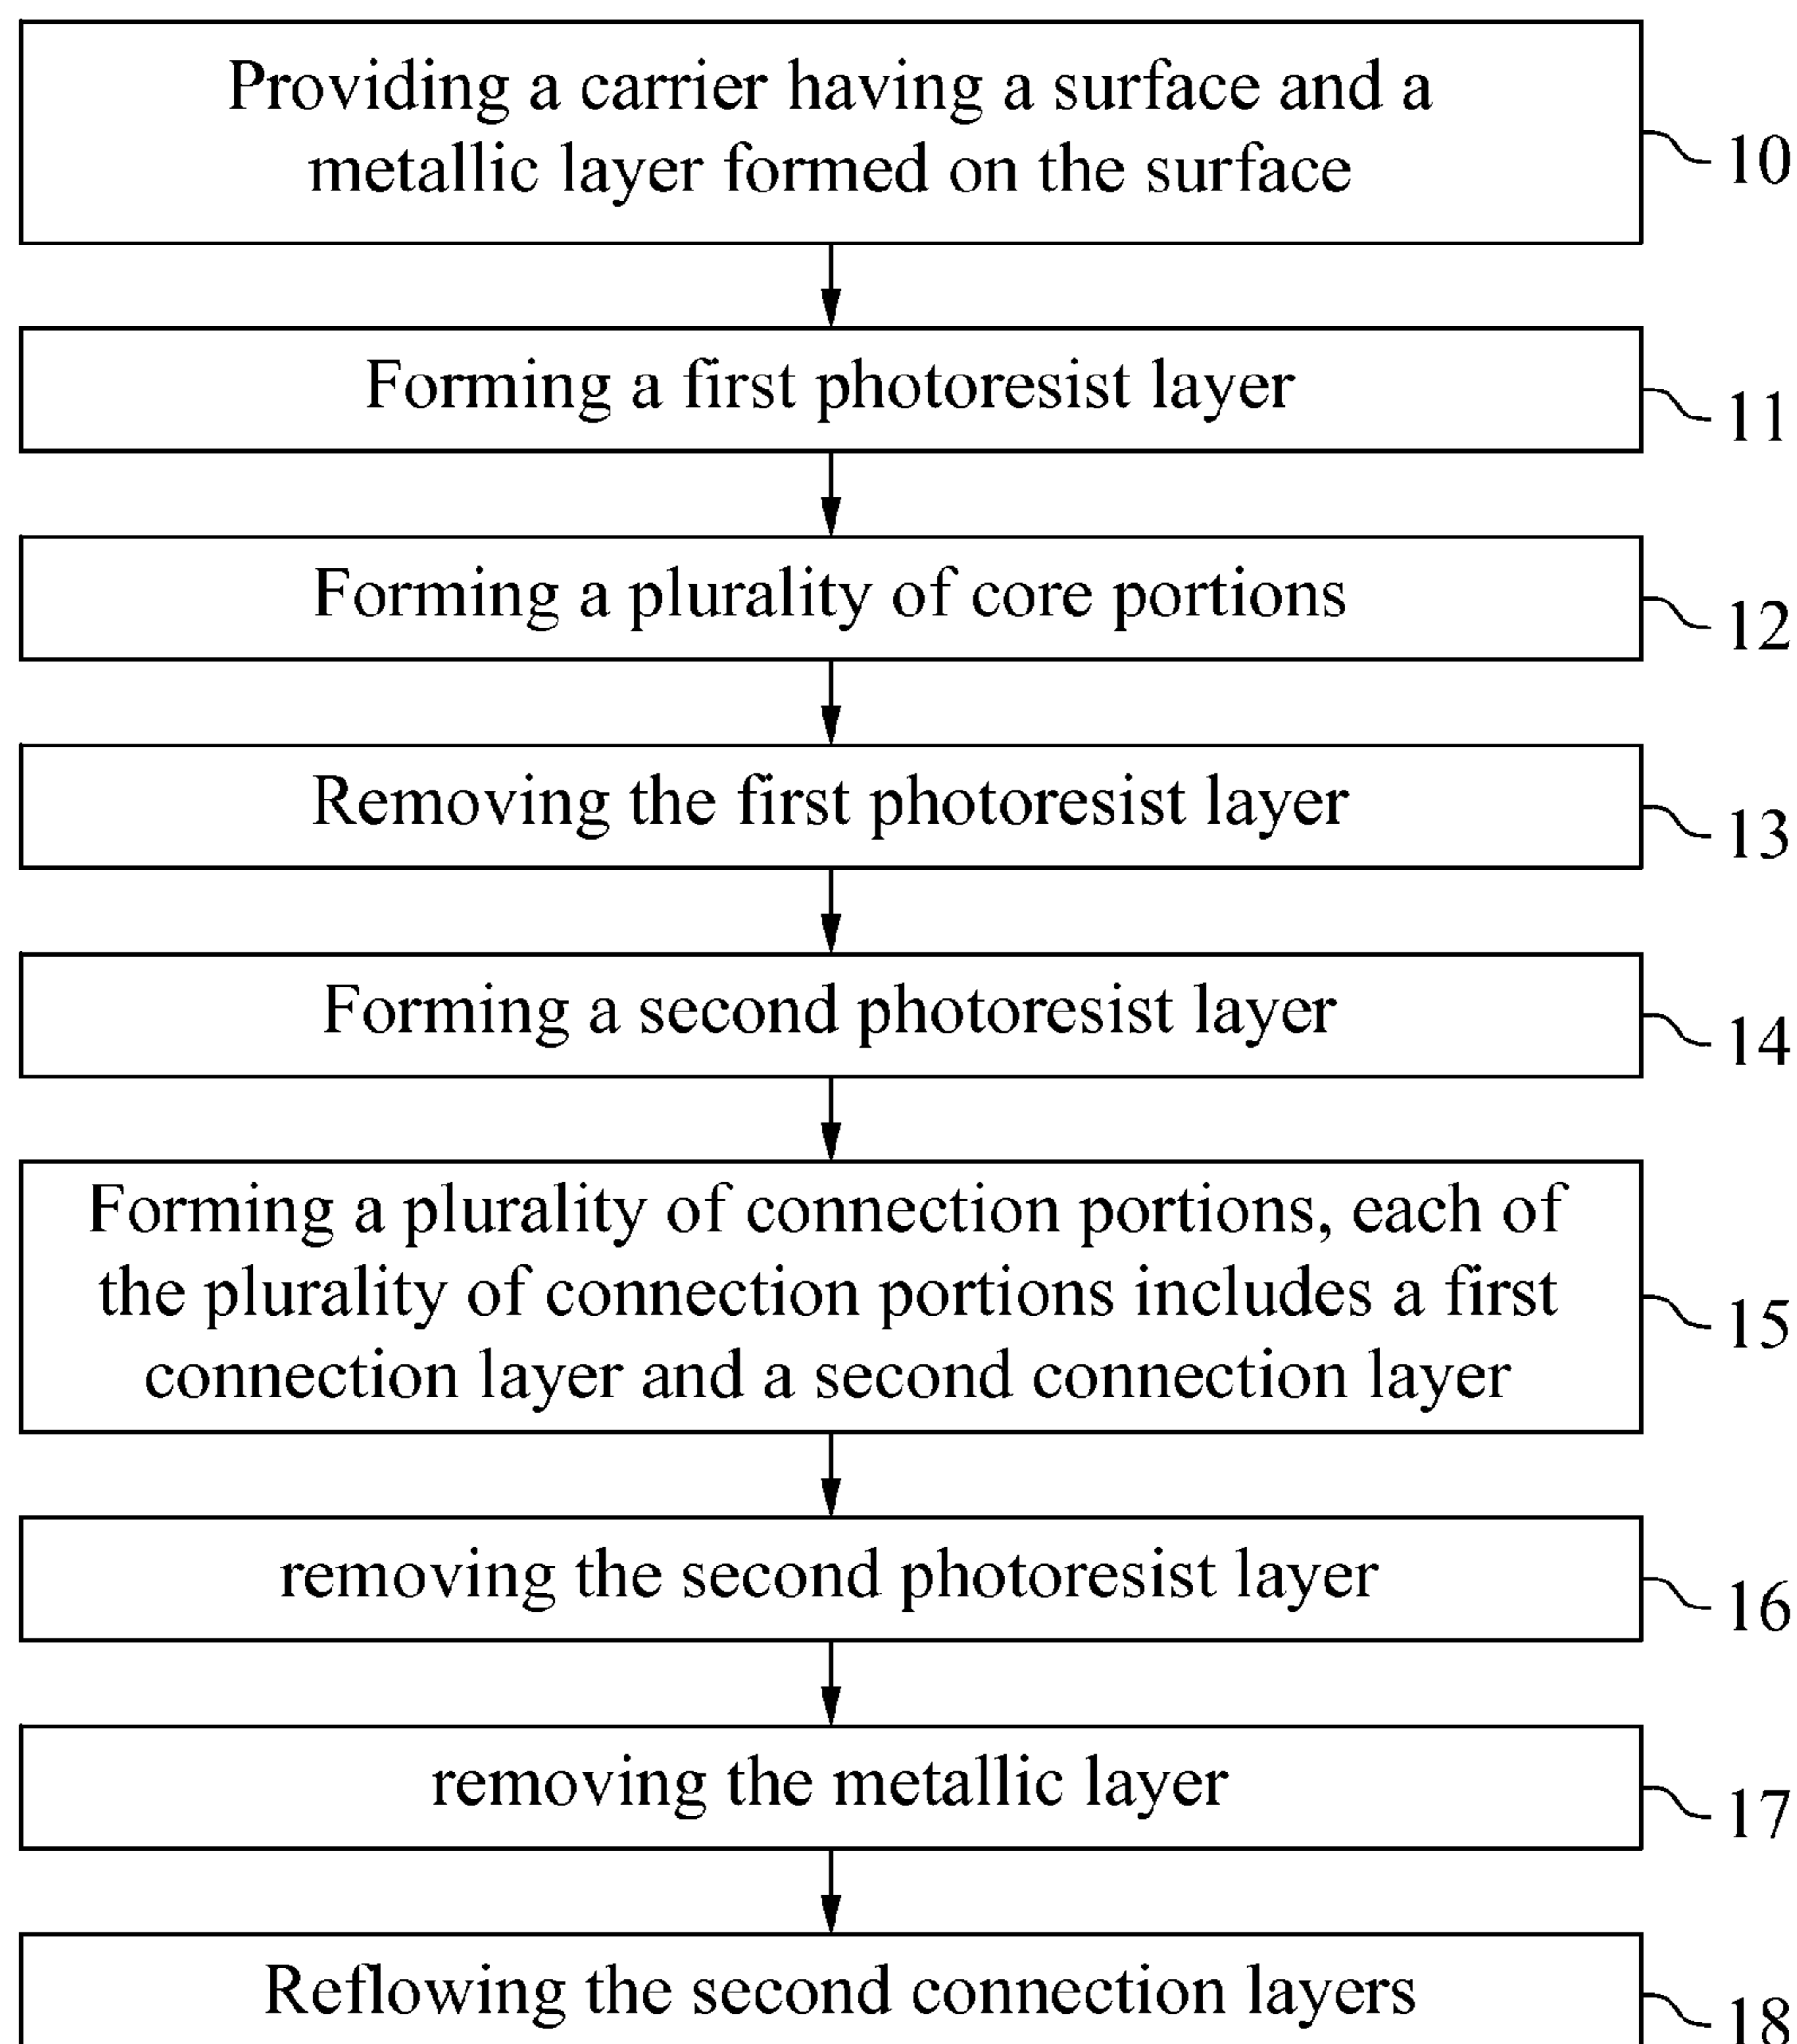 Providing a carrier having a surface and a
metallic layer formed on the surface
10
Forming a first photoresist layer
11
Forming a plurality of core portions
12
Removing the first photoresist layer
13
Forming a second photoresist layer
14
Forming a plurality of connection portions, each of
the plurality of connection portions includes a first
connection layer and a second connection layer
15
removing the second photoresist layer
16
removing the metallic layer
17
Reflowing the second connection layers
18